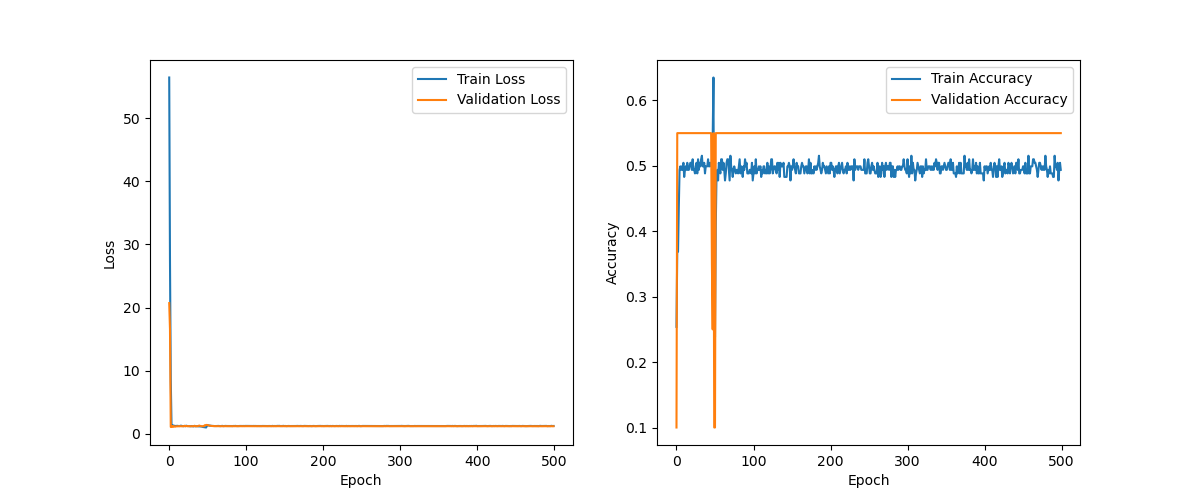 Train Loss
Validation Loss
50
40
30
20
10
0
Loss
0 100 200 300 400 500
Epoch
Train Accuracy
Validation Accuracy
0.6
0.5
0.4
0.3
0.2
0.1
Accuracy
0 100 200 300 400 500
Epoch